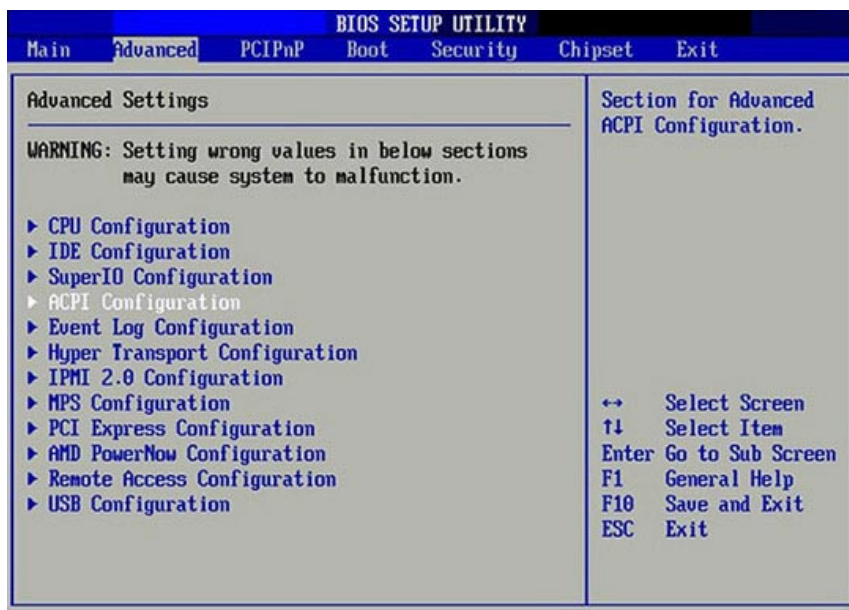 BIOS SETUP UTILITY
Main Advanced PCIPnP Boot Security Chipset Exit
Advanced Settings
WARNING: Setting wrong values in below sections
may cause system to malfunction.
▶ CPU Configuration
▶ IDE Configuration
▶ SuperIO Configuration
▶ ACPI Configuration
▶ Event Log Configuration
▶ Hyper Transport Configuration
▶ IPMI 2.0 Configuration
▶ MPS Configuration
▶ PCI Express Configuration
▶ AMD PowerNow Configuration
▶ Remote Access Configuration
▶ USB Configuration
Section for Advanced
ACPI Configuration.
↔ Select Screen
↑↓ Select Item
Enter Go to Sub Screen
F1 General Help
F10 Save and Exit
ESC Exit